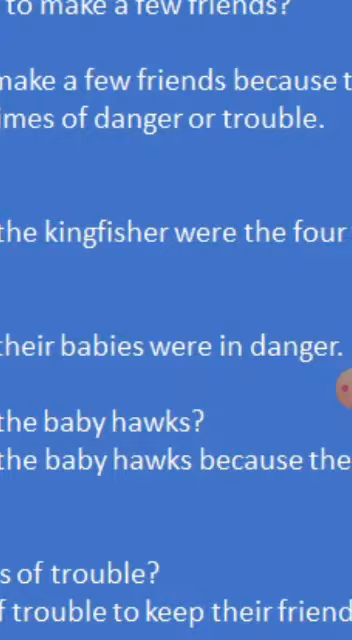 to make a few friends?
make a few friends because t
imes of danger or trouble.
the kingfisher were the four
their babies were in danger.
the baby hawks?
the baby hawks because the
s of trouble?
f trouble to keep their friend